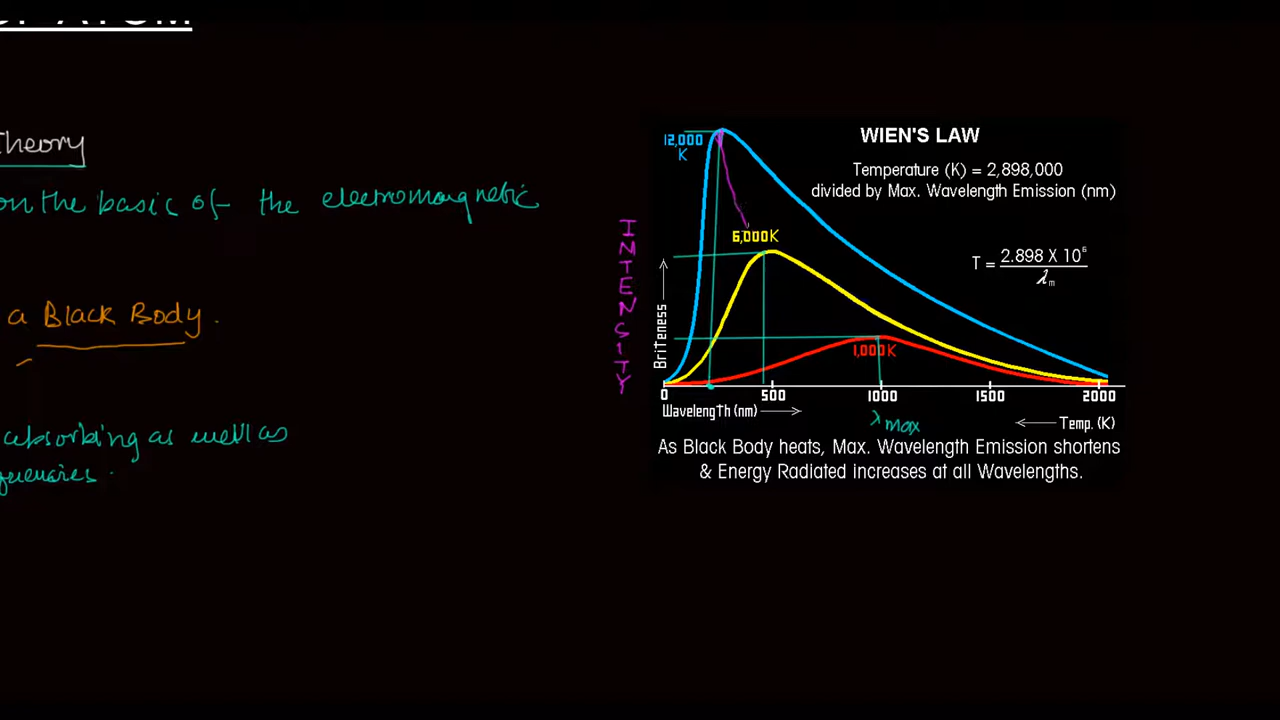 OF ATOM
Theory
on the basic of the electromagnetic
a Black Body.
absorbing as well as
frequencies.
WIEN'S LAW
Temperature (K) = 2,898,000
divided by Max. Wavelength Emission (nm)
T = 2.898 X 10⁶
λm
12,000
K
6,000K
1,000K
INTENSITY
Briteness
0 500 1000 1500 2000
Wavelength (nm)
λmax
Temp. (K)
As Black Body heats, Max. Wavelength Emission shortens
& Energy Radiated increases at all Wavelengths.